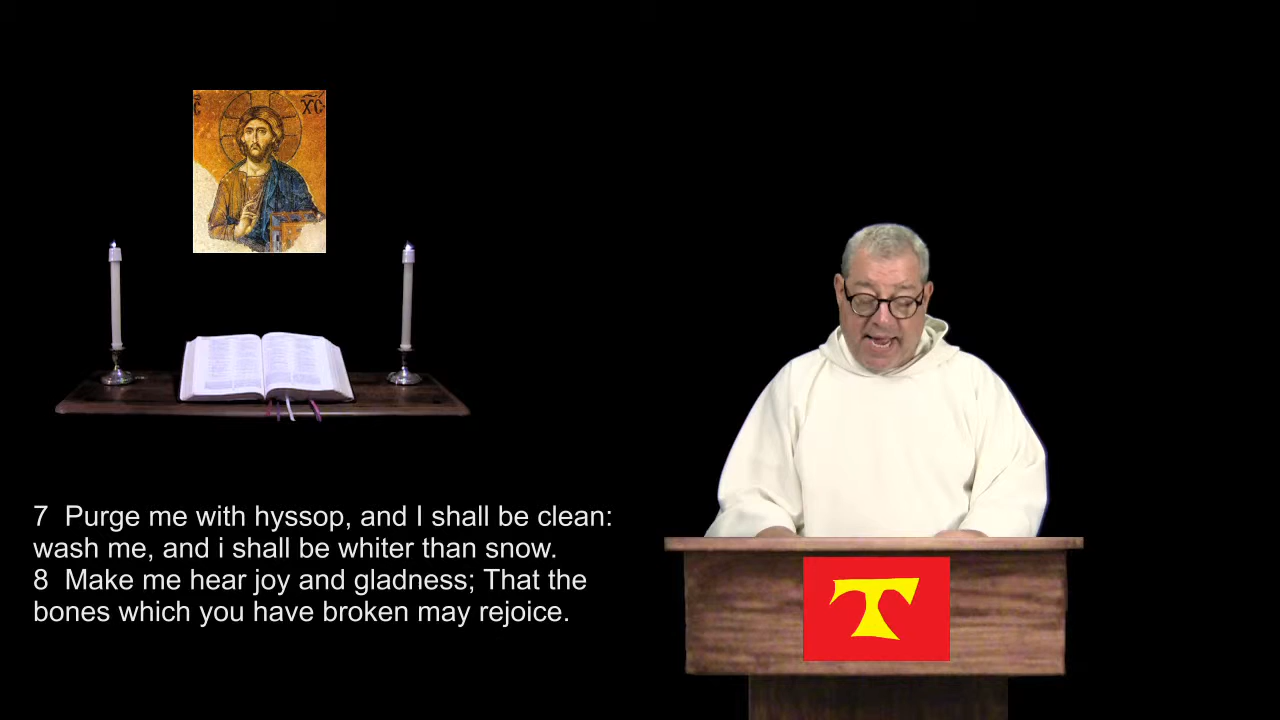 XC
7 Purge me with hyssop, and I shall be clean:
wash me, and i shall be whiter than snow.
8 Make me hear joy and gladness; That the
bones which you have broken may rejoice.
T